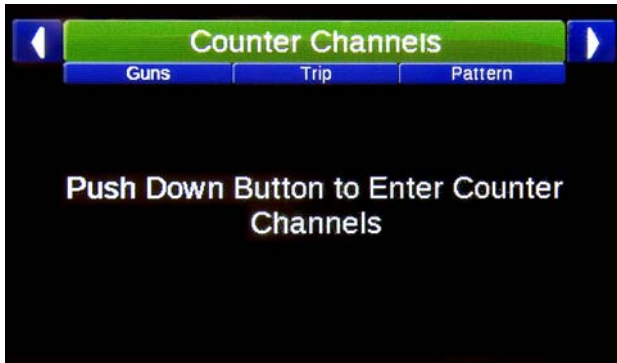 Counter Channels
Guns Trip Pattern
Push Down Button to Enter Counter
Channels